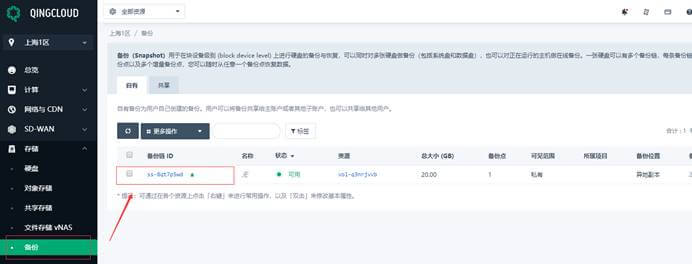 QINGCLOUD
全部资源
上海1区
上海1区 / 备份
总览
计算
网络与 CDN
SD-WAN
存储
硬盘
对象存储
共享存储
文件存储 vNAS
备份
备份（Snapshot）用于在块设备级别 (block device level) 上进行硬盘的备份与恢复，可以同时对多张硬盘做备份（包括系统盘和数据盘），也可以对正在运行的主机做在线备份。一张硬盘可以有多个备份链，每条备份链
份点以及多个增量备份点，您可以随时从任意一个备份点恢复数据。
自有
共享
自有备份为用户自己创建的备份。用户可以将备份共享给主账户或者其他子账户，也可以共享给其他用户。
更多操作
标签
合计： 1
备份链 ID
名称
状态
资源
总大小 (GB)
备份点
可见范围
所属项目
备份位置
ss-8qt7p5wd
可用
vol-q3nrjvvb
20.00
1
私有
异地副本
* 提示：可通过在各个资源上点击「右键」来进行常用操作，以及「双击」来修改基本属性。